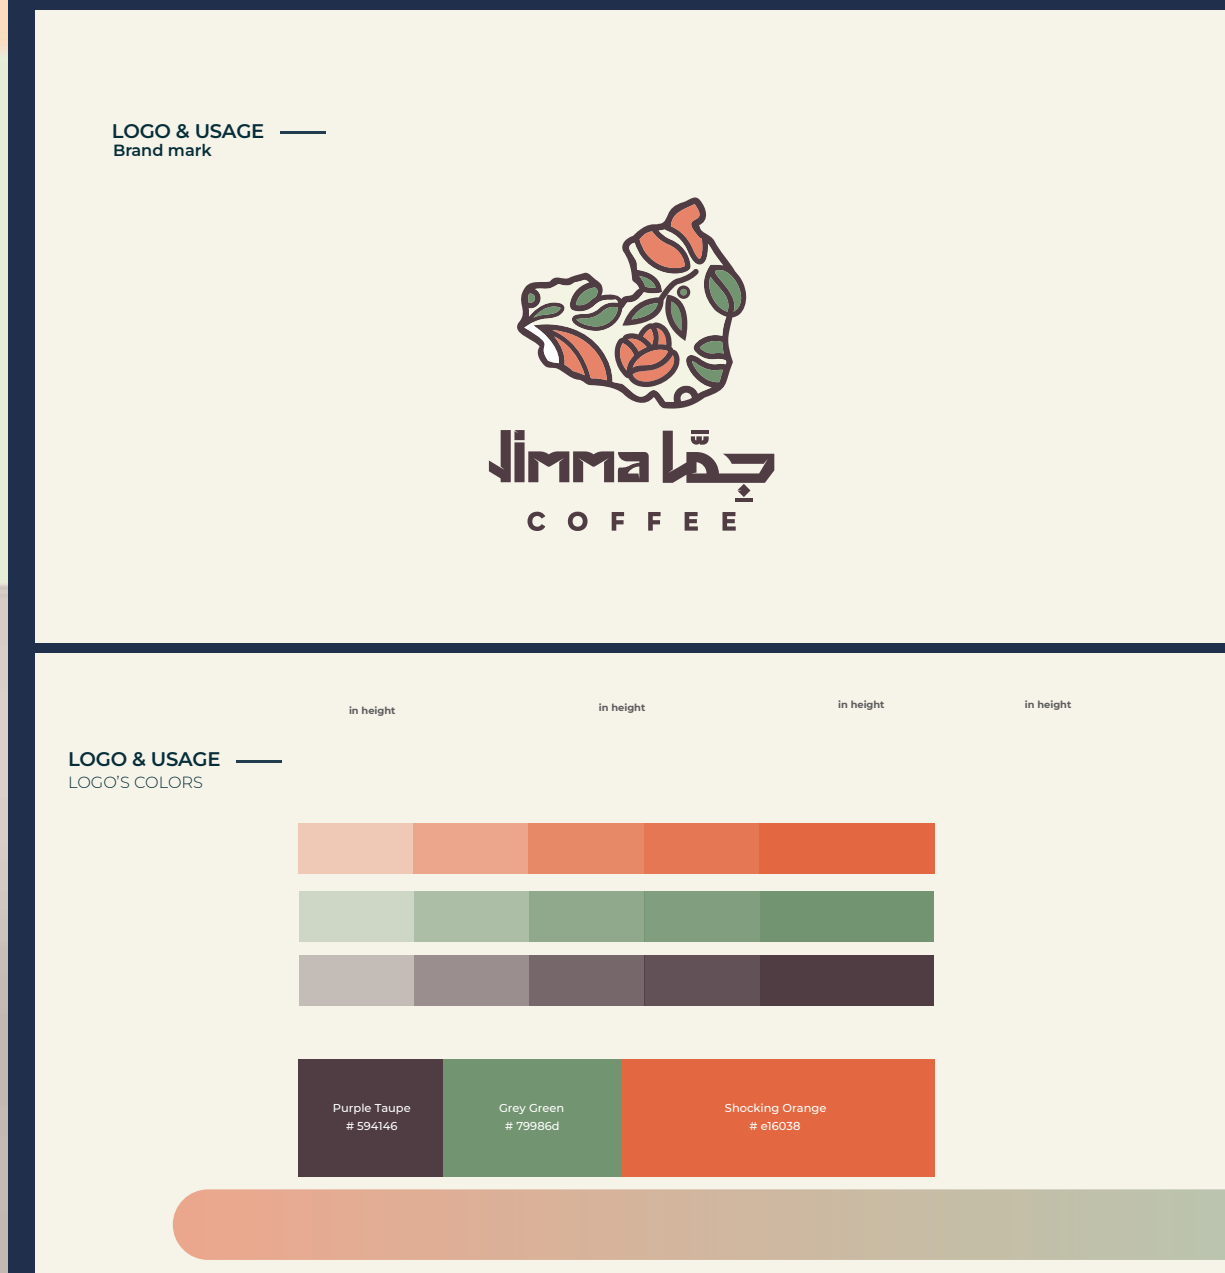 LOGO & USAGE
Brand mark
Jimma جِمّا
COFFEE
in height
in height
in height
in height
LOGO & USAGE
LOGO'S COLORS
Purple Taupe
# 594146
Grey Green
# 79986d
Shocking Orange
# e16038